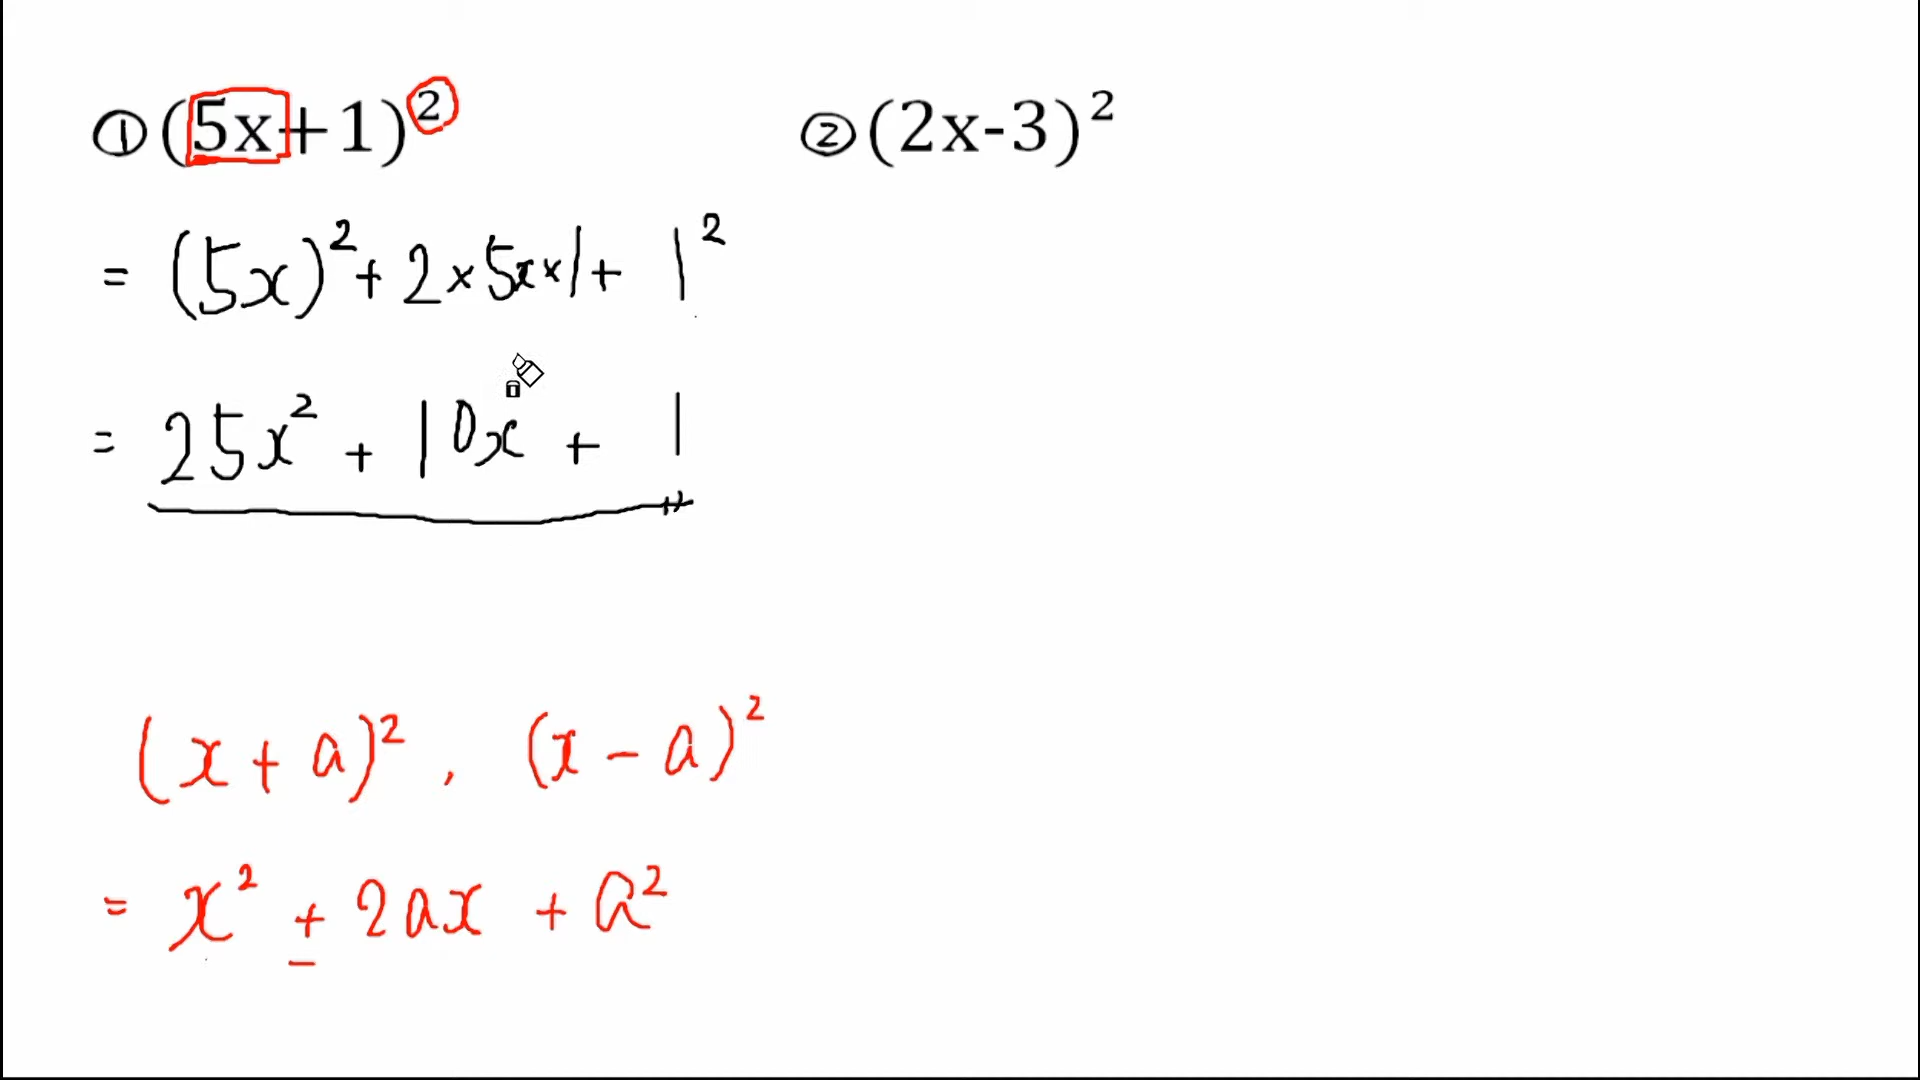 ①(5x+1)²
= (5x)² + 2×5x×1 + 1²
= 25x² + 10x + 1
②(2x-3)²
(x + a)² , (x - a)²
= x² ± 2ax + a²